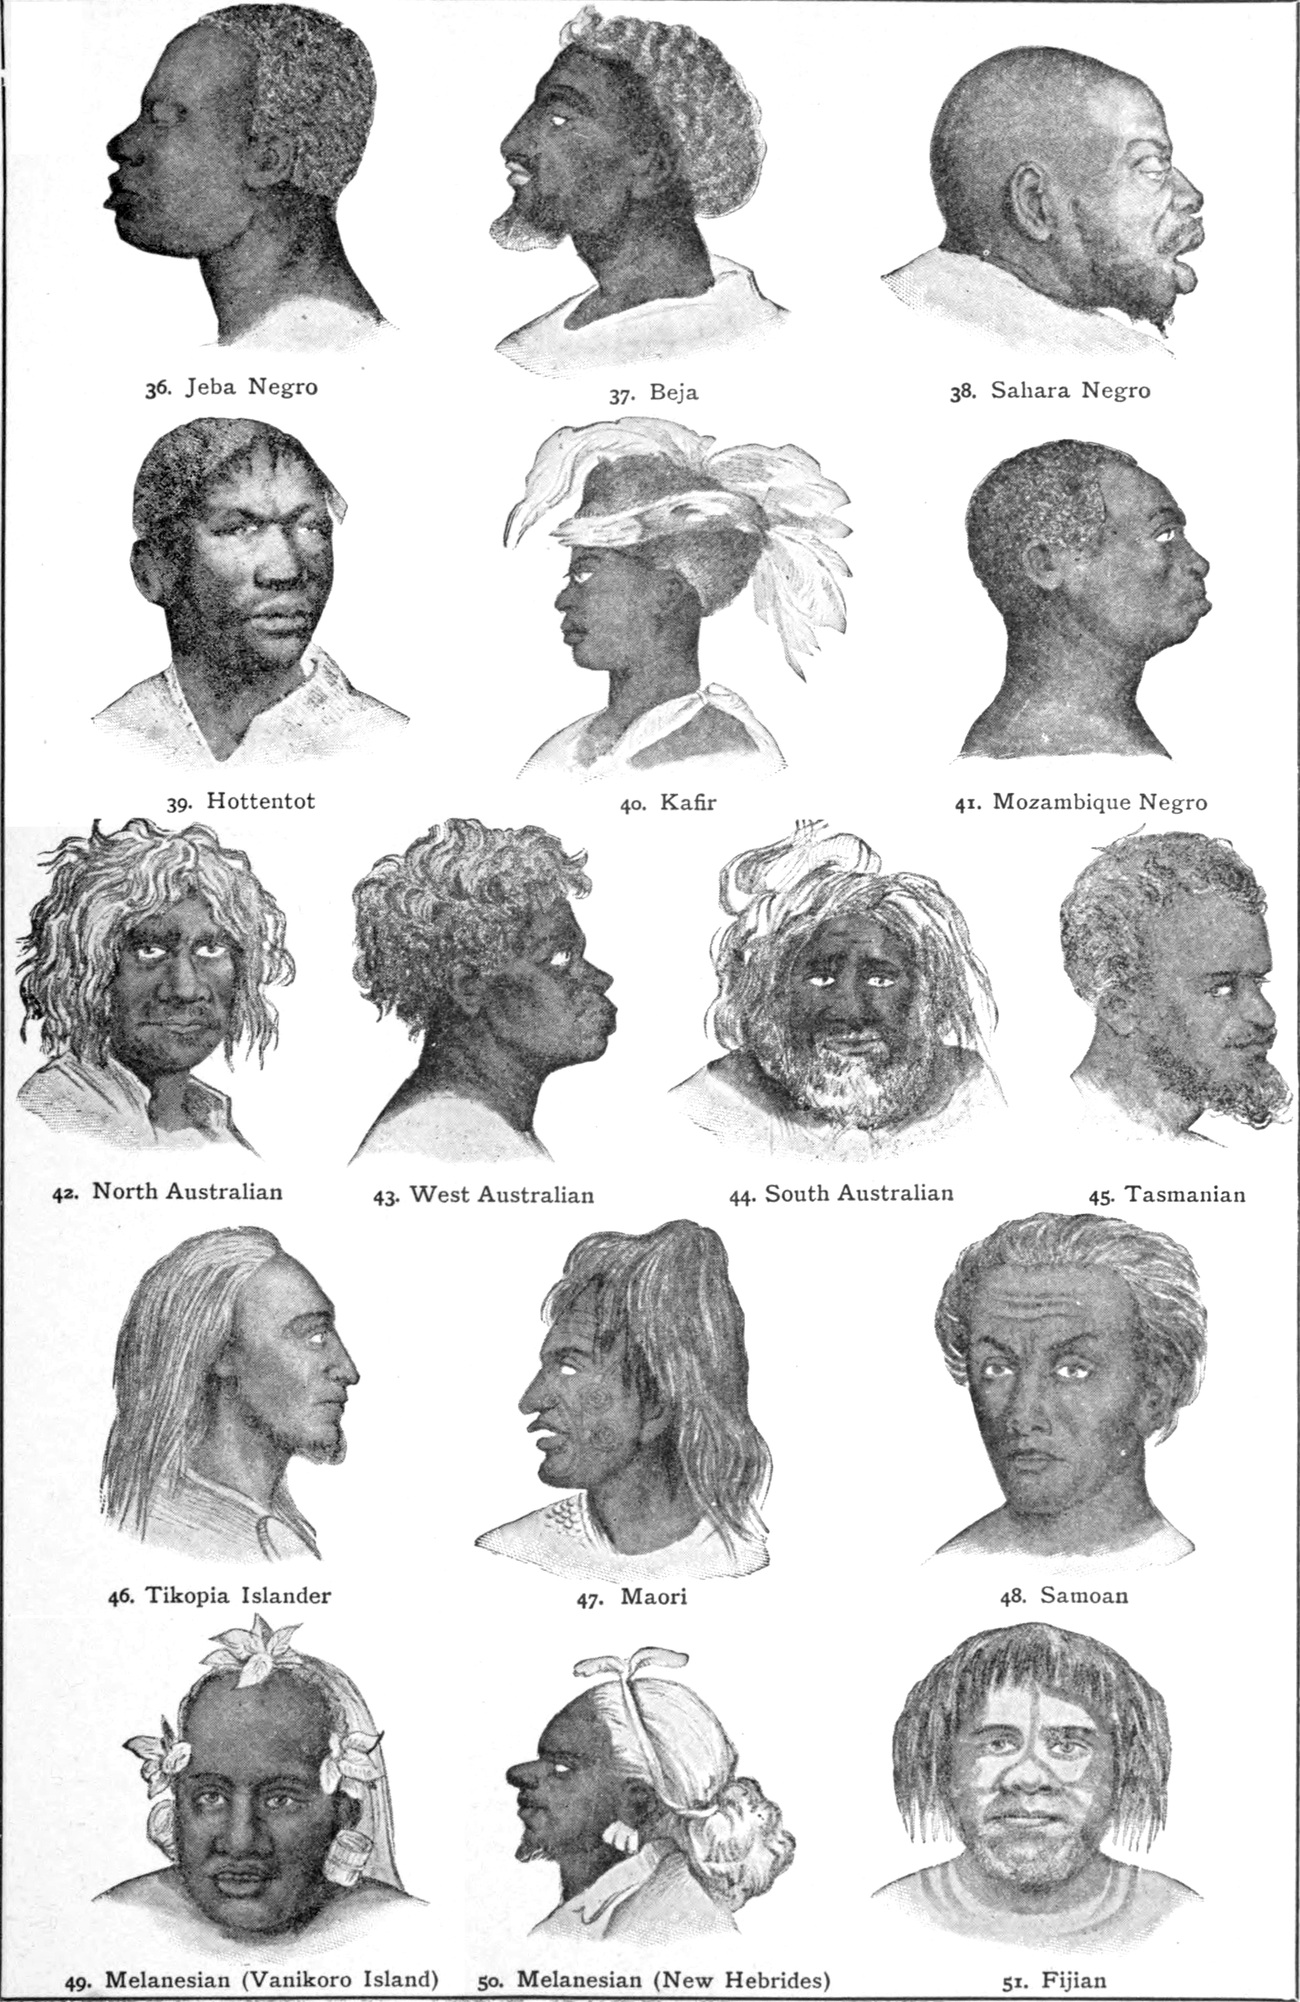 36. Jeba Negro
37. Beja
38. Sahara Negro
39. Hottentot
40. Kafir
41. Mozambique Negro
42. North Australian
43. West Australian
44. South Australian
45. Tasmanian
46. Tikopia Islander
47. Maori
48. Samoan
49. Melanesian (Vanikoro Island)
50. Melanesian (New Hebrides)
51. Fijian